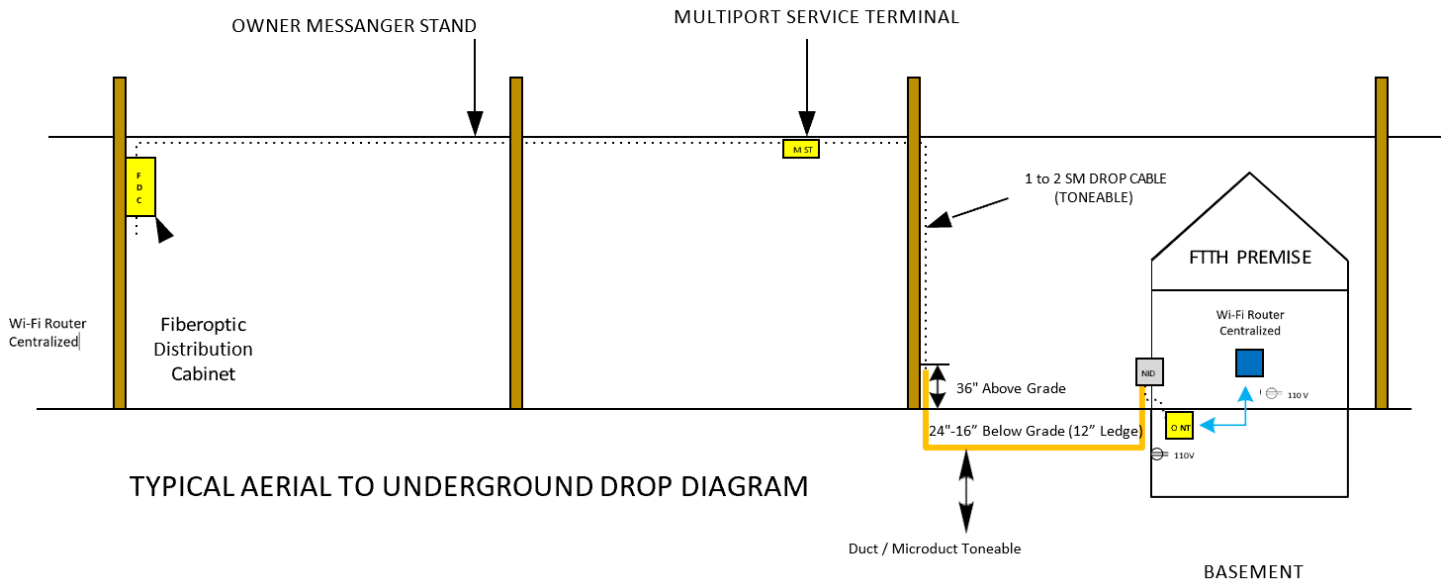 OWNER MESSANGER STAND
MULTIPORT SERVICE TERMINAL
M ST
F
D
C
1 to 2 SM DROP CABLE
(TONEABLE)
FTTH PREMISE
Wi-Fi Router
Centralized
Fiberoptic
Distribution
Cabinet
Wi-Fi Router
Centralized
NID
36" Above Grade
110 V
24"-16” Below Grade (12” Ledge)
O NT
110V
TYPICAL AERIAL TO UNDERGROUND DROP DIAGRAM
Duct / Microduct Toneable
BASEMENT